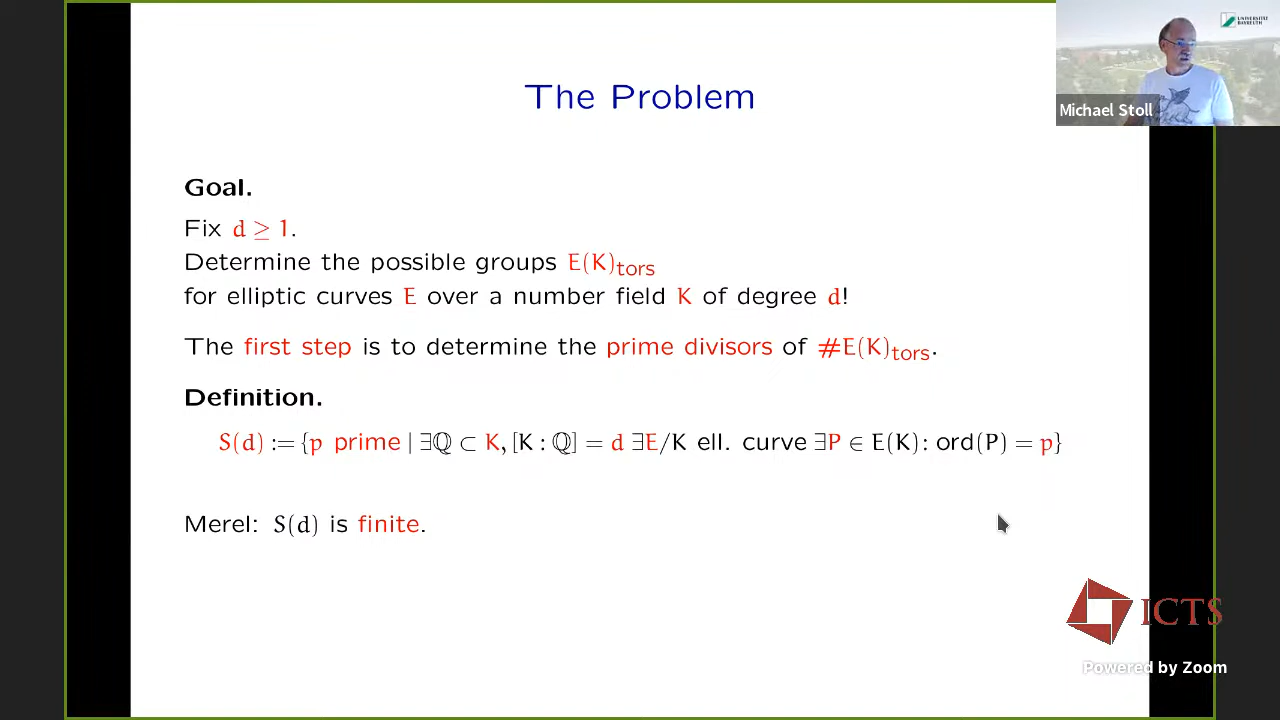 The Problem
UNIVERSITÄT BAYREUTH
Michael Stoll
Goal.
Fix d ≥ 1.
Determine the possible groups E(K)tors
for elliptic curves E over a number field K of degree d!
The first step is to determine the prime divisors of #E(K)tors.
Definition.
S(d) := {p prime | ∃ℚ ⊂ K, [K : ℚ] = d ∃E/K ell. curve ∃P ∈ E(K): ord(P) = p}
Merel: S(d) is finite.
ICTS
Powered by Zoom